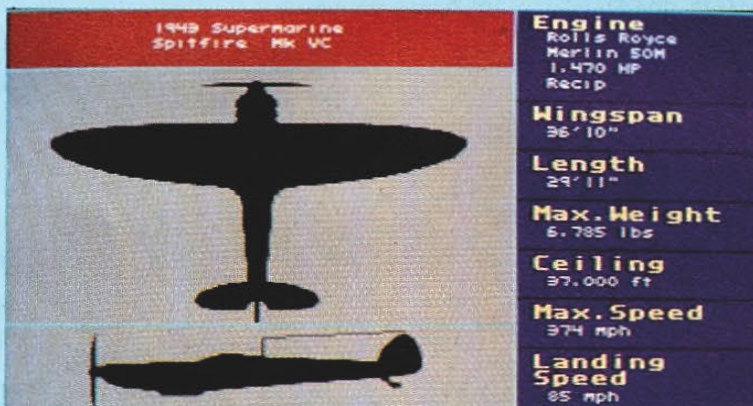 1943 Supermarine
Spitfire Mk VC
Engine
Rolls Royce
Merlin 50M
1,470 HP
Recip
Wingspan
36'10"
Length
29'11"
Max.Weight
6.785 lbs
Ceiling
37.000 ft
Max.Speed
374 mph
Landing
Speed
85 mph